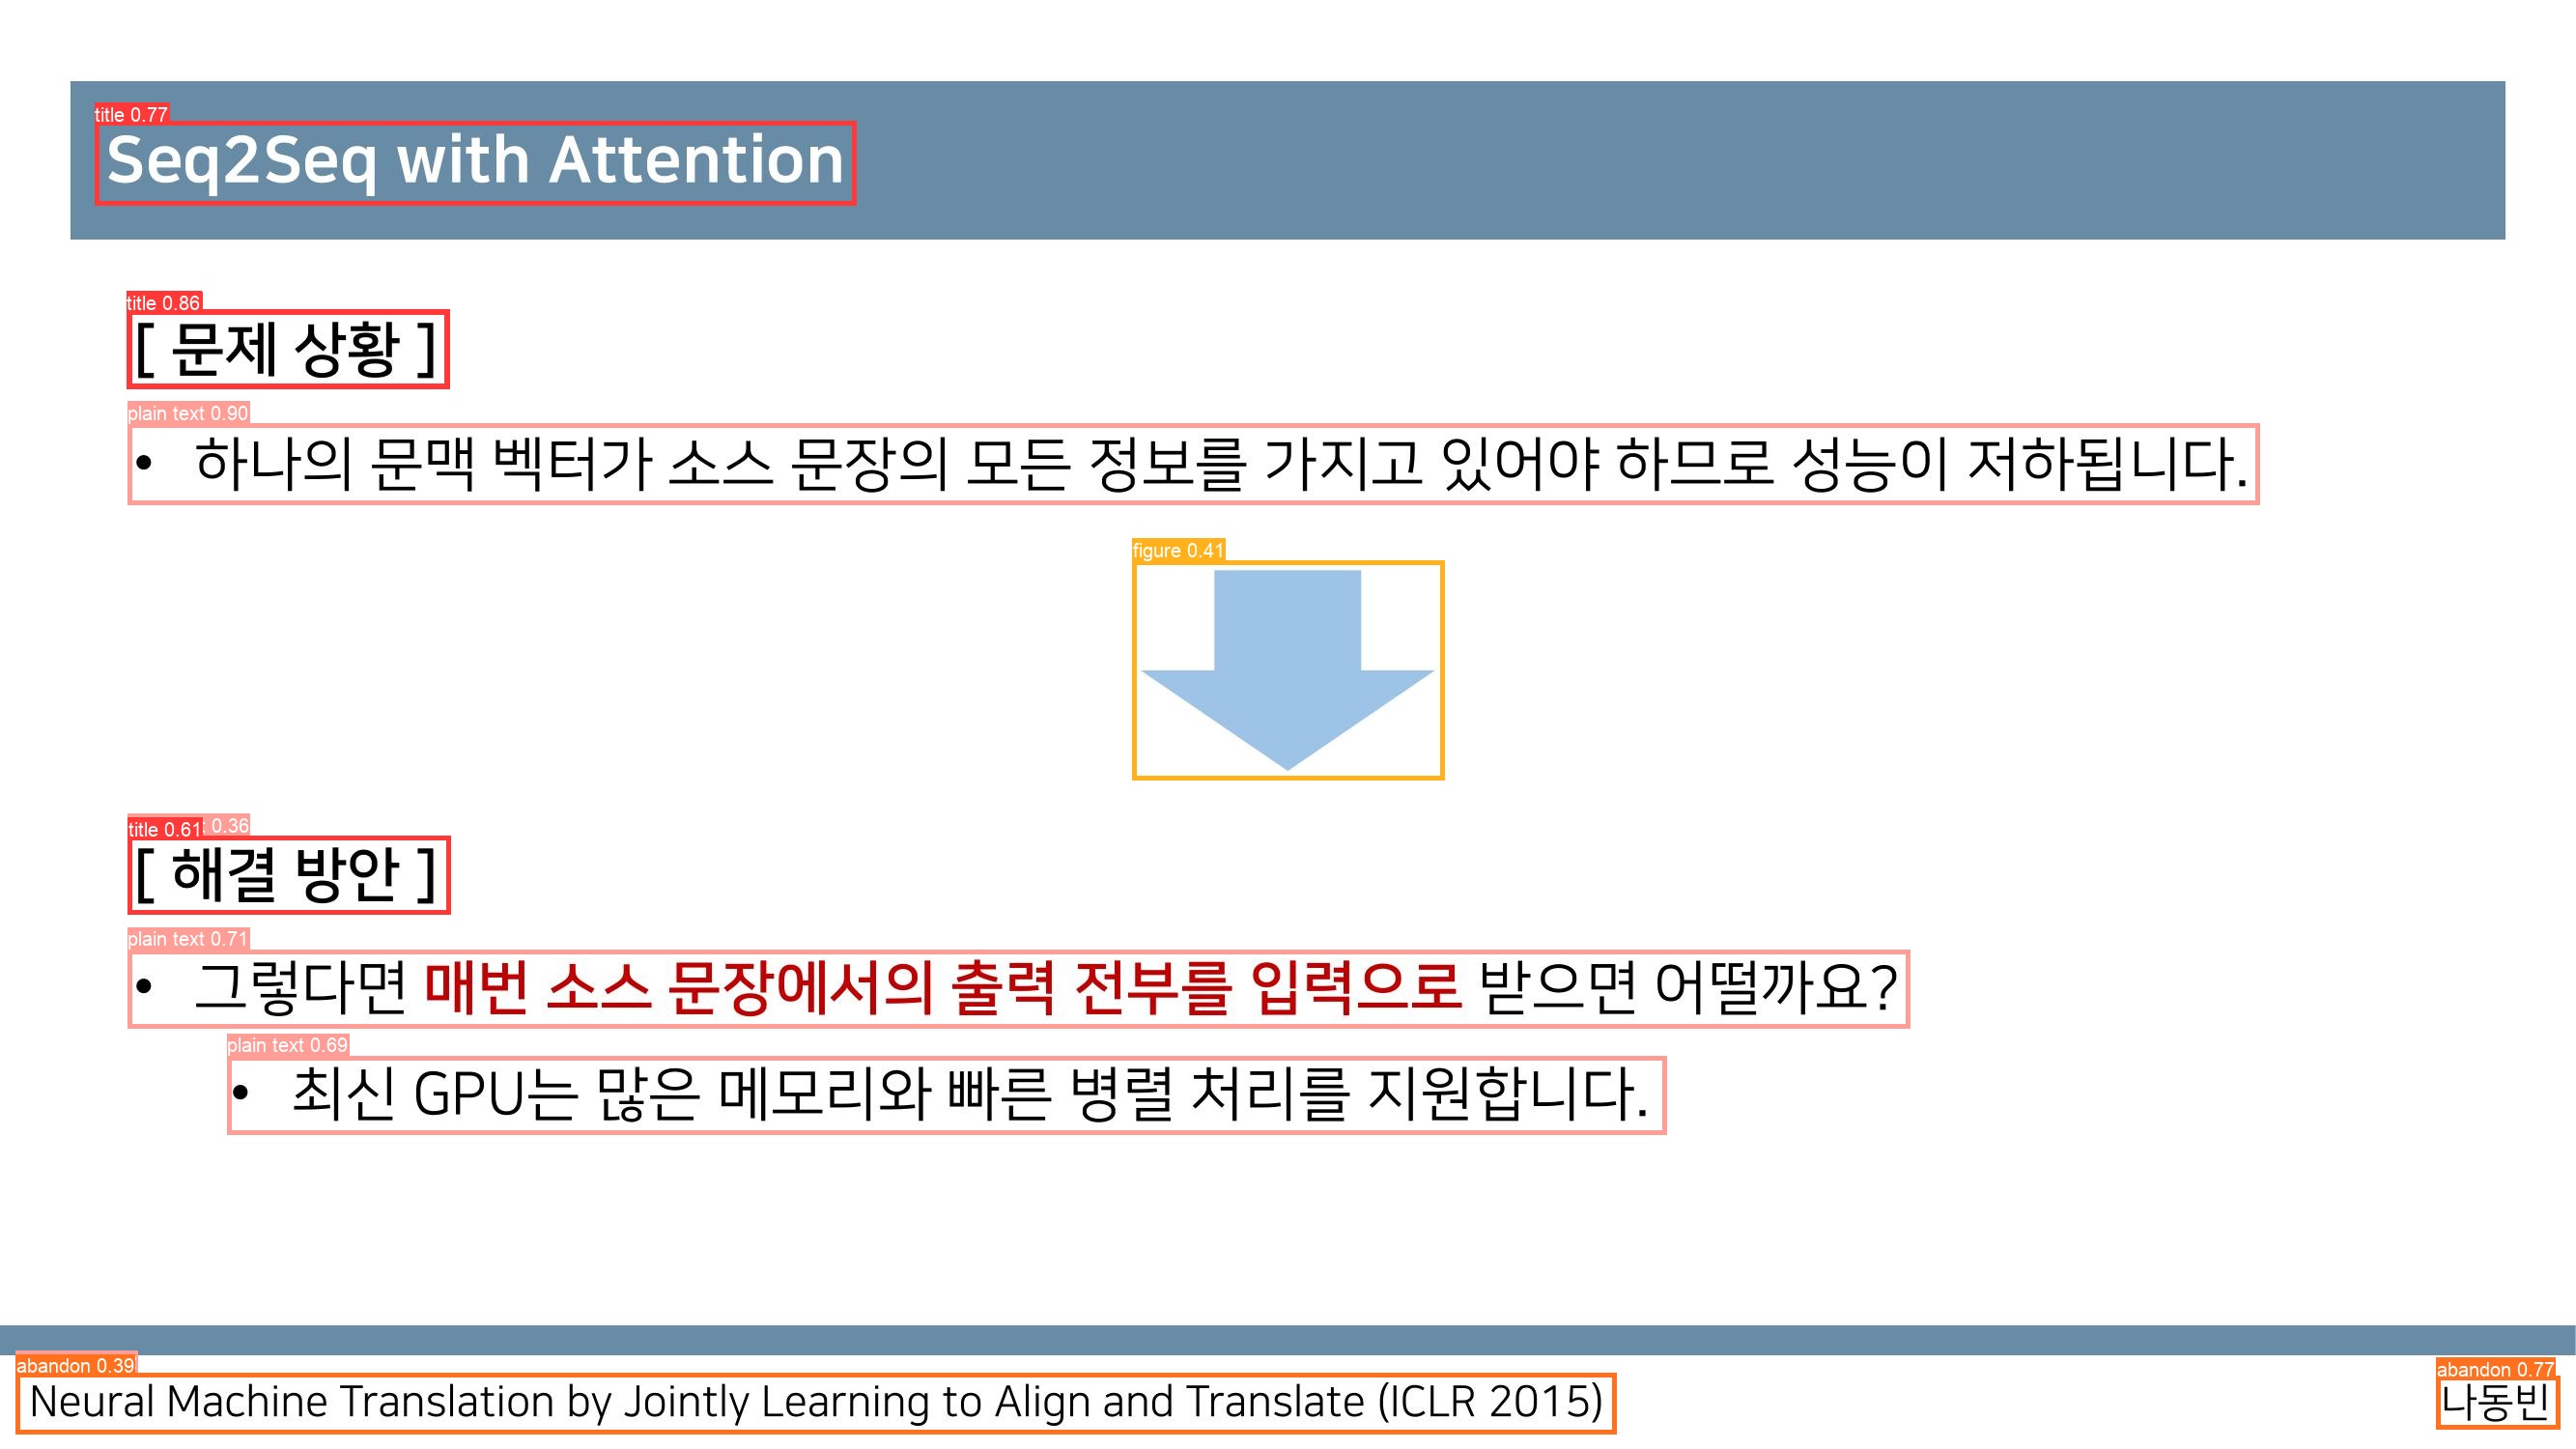 title 0.77
Seq2Seq with Attention
title 0.86
[ 문제 상황 ]
plain text 0.90
• 하나의 문맥 벡터가 소스 문장의 모든 정보를 가지고 있어야 하므로 성능이 저하됩니다.
figure 0.41
title 0.61 0.36
[ 해결 방안 ]
plain text 0.71
• 그렇다면 매번 소스 문장에서의 출력 전부를 입력으로 받으면 어떨까요?
plain text 0.69
• 최신 GPU는 많은 메모리와 빠른 병렬 처리를 지원합니다.
abandon 0.39
Neural Machine Translation by Jointly Learning to Align and Translate (ICLR 2015)
abandon 0.77
나동빈